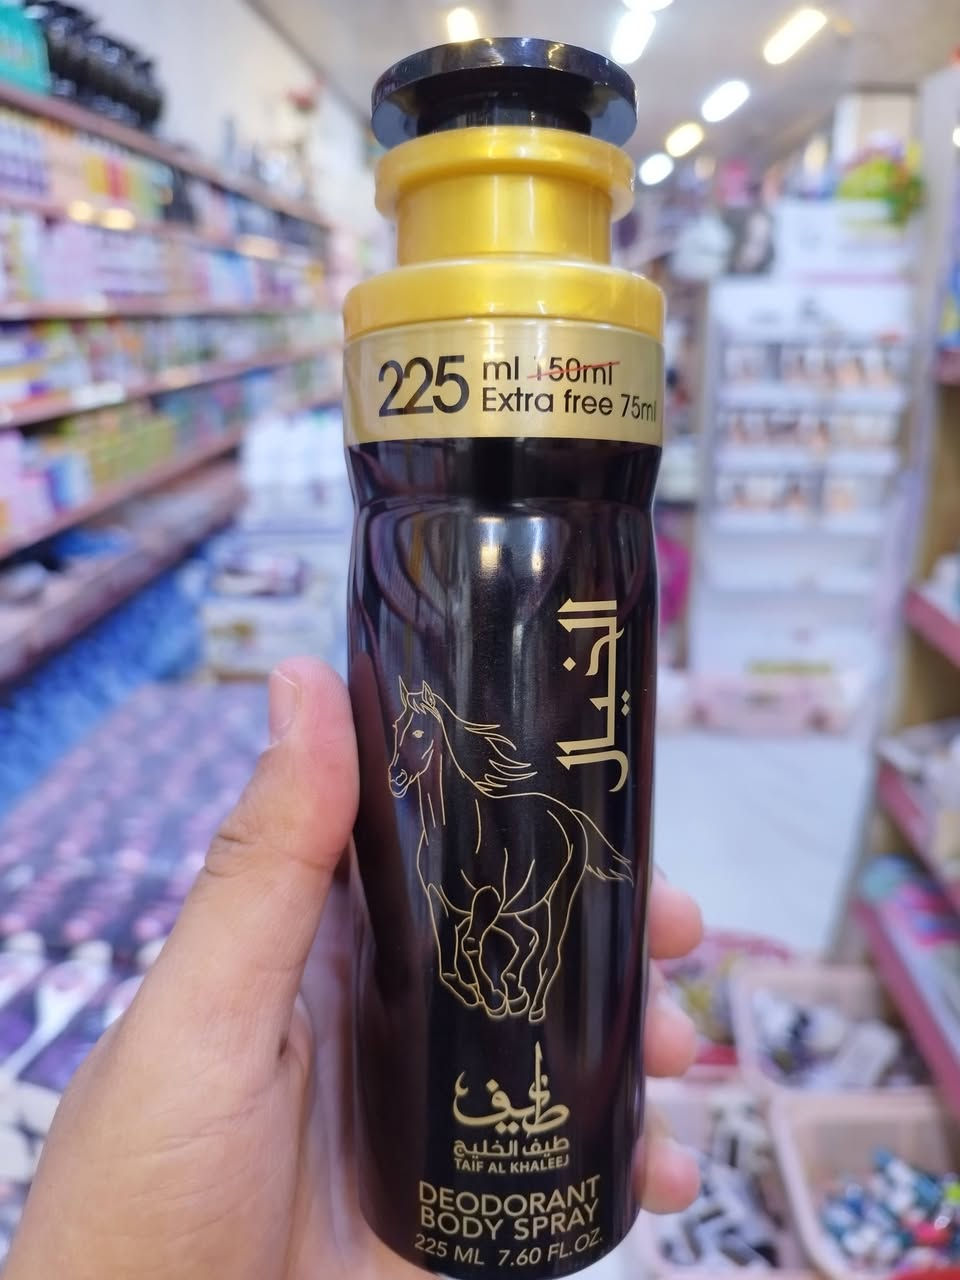 225 ml 150ml
Extra free 75ml
الخيال
طيف
طيف الخليج
TAIF AL KHALEEJ
DEODORANT
BODY SPRAY
225 ML 7.60 FL.OZ.